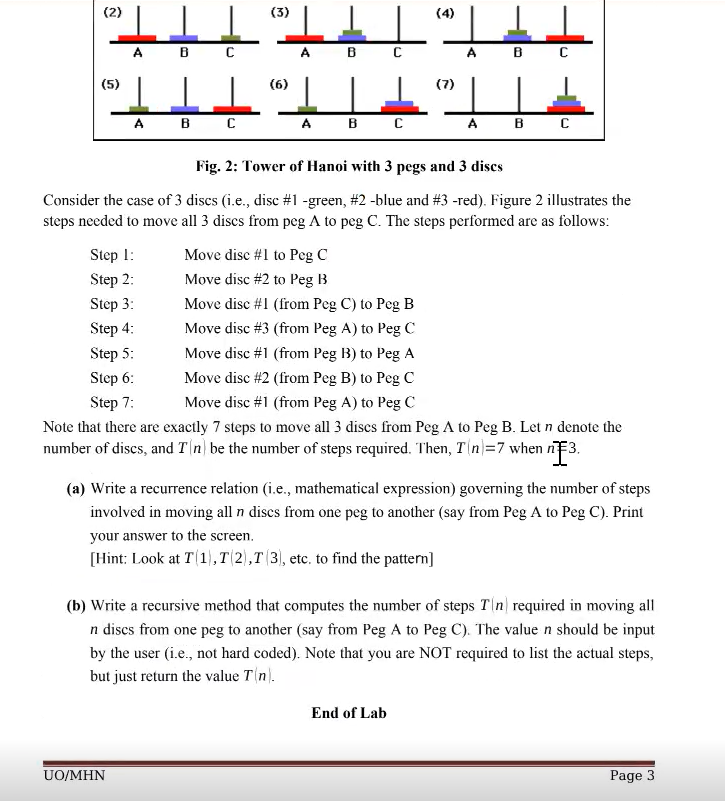 (2) (3) (4)
A B C A B C A B C
(5) (6) (7)
A B C A B C A B C
Fig. 2: Tower of Hanoi with 3 pegs and 3 discs
Consider the case of 3 discs (i.e., disc #1 -green, #2 -blue and #3 -red). Figure 2 illustrates the
steps needed to move all 3 discs from peg A to peg C. The steps performed are as follows:
Step 1: Move disc #1 to Peg C
Step 2: Move disc #2 to Peg B
Step 3: Move disc #1 (from Peg C) to Peg B
Step 4: Move disc #3 (from Peg A) to Peg C
Step 5: Move disc #1 (from Peg B) to Peg A
Step 6: Move disc #2 (from Peg B) to Peg C
Step 7: Move disc #1 (from Peg A) to Peg C
Note that there are exactly 7 steps to move all 3 discs from Peg A to Peg B. Let n denote the
number of discs, and T(n) be the number of steps required. Then, T(n)=7 when n=3.
(a) Write a recurrence relation (i.e., mathematical expression) governing the number of steps
involved in moving all n discs from one peg to another (say from Peg A to Peg C). Print
your answer to the screen.
[Hint: Look at T(1),T(2),T(3), etc. to find the pattern]
(b) Write a recursive method that computes the number of steps T(n) required in moving all
n discs from one peg to another (say from Peg A to Peg C). The value n should be input
by the user (i.e., not hard coded). Note that you are NOT required to list the actual steps,
but just return the value T(n).
End of Lab
UO/MHN Page 3